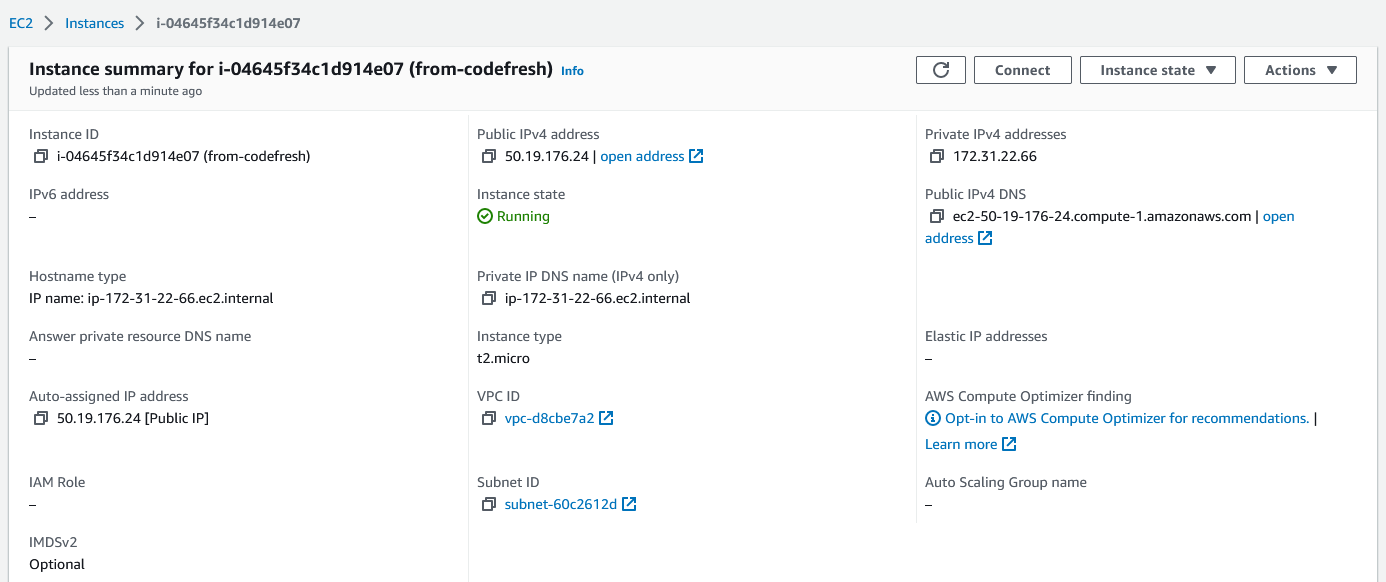 EC2 Instances i-04645f34c1d914e07
Instance summary for i-04645f34c1d914e07 (from-codefresh) Info
Updated less than a minute ago
Connect
Instance state
Actions
Instance ID
i-04645f34c1d914e07 (from-codefresh)
Public IPv4 address
50.19.176.24 | open address
Private IPv4 addresses
172.31.22.66
IPv6 address
–
Instance state
Running
Public IPv4 DNS
ec2-50-19-176-24.compute-1.amazonaws.com | open
address
Hostname type
IP name: ip-172-31-22-66.ec2.internal
Private IP DNS name (IPv4 only)
ip-172-31-22-66.ec2.internal
Answer private resource DNS name
–
Instance type
t2.micro
Elastic IP addresses
–
Auto-assigned IP address
50.19.176.24 [Public IP]
VPC ID
vpc-d8cbe7a2
AWS Compute Optimizer finding
Opt-in to AWS Compute Optimizer for recommendations. |
Learn more
IAM Role
–
Subnet ID
subnet-60c2612d
Auto Scaling Group name
–
IMDSv2
Optional